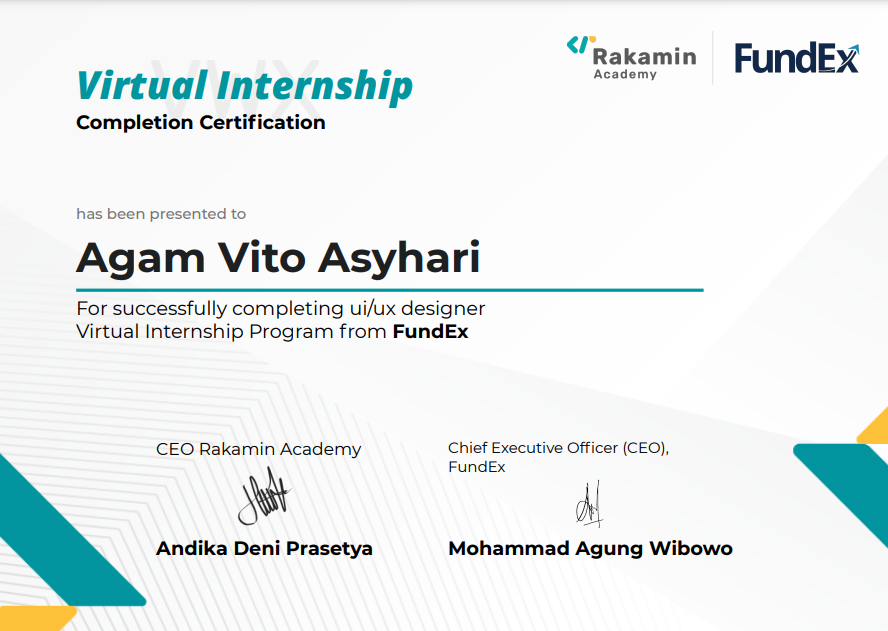 Rakamin
Academy
FundEx
VWX
Virtual Internship
Completion Certification
has been presented to
Agam Vito Asyhari
For successfully completing ui/ux designer
Virtual Internship Program from FundEx
CEO Rakamin Academy
Andika Deni Prasetya
Chief Executive Officer (CEO),
FundEx
Mohammad Agung Wibowo